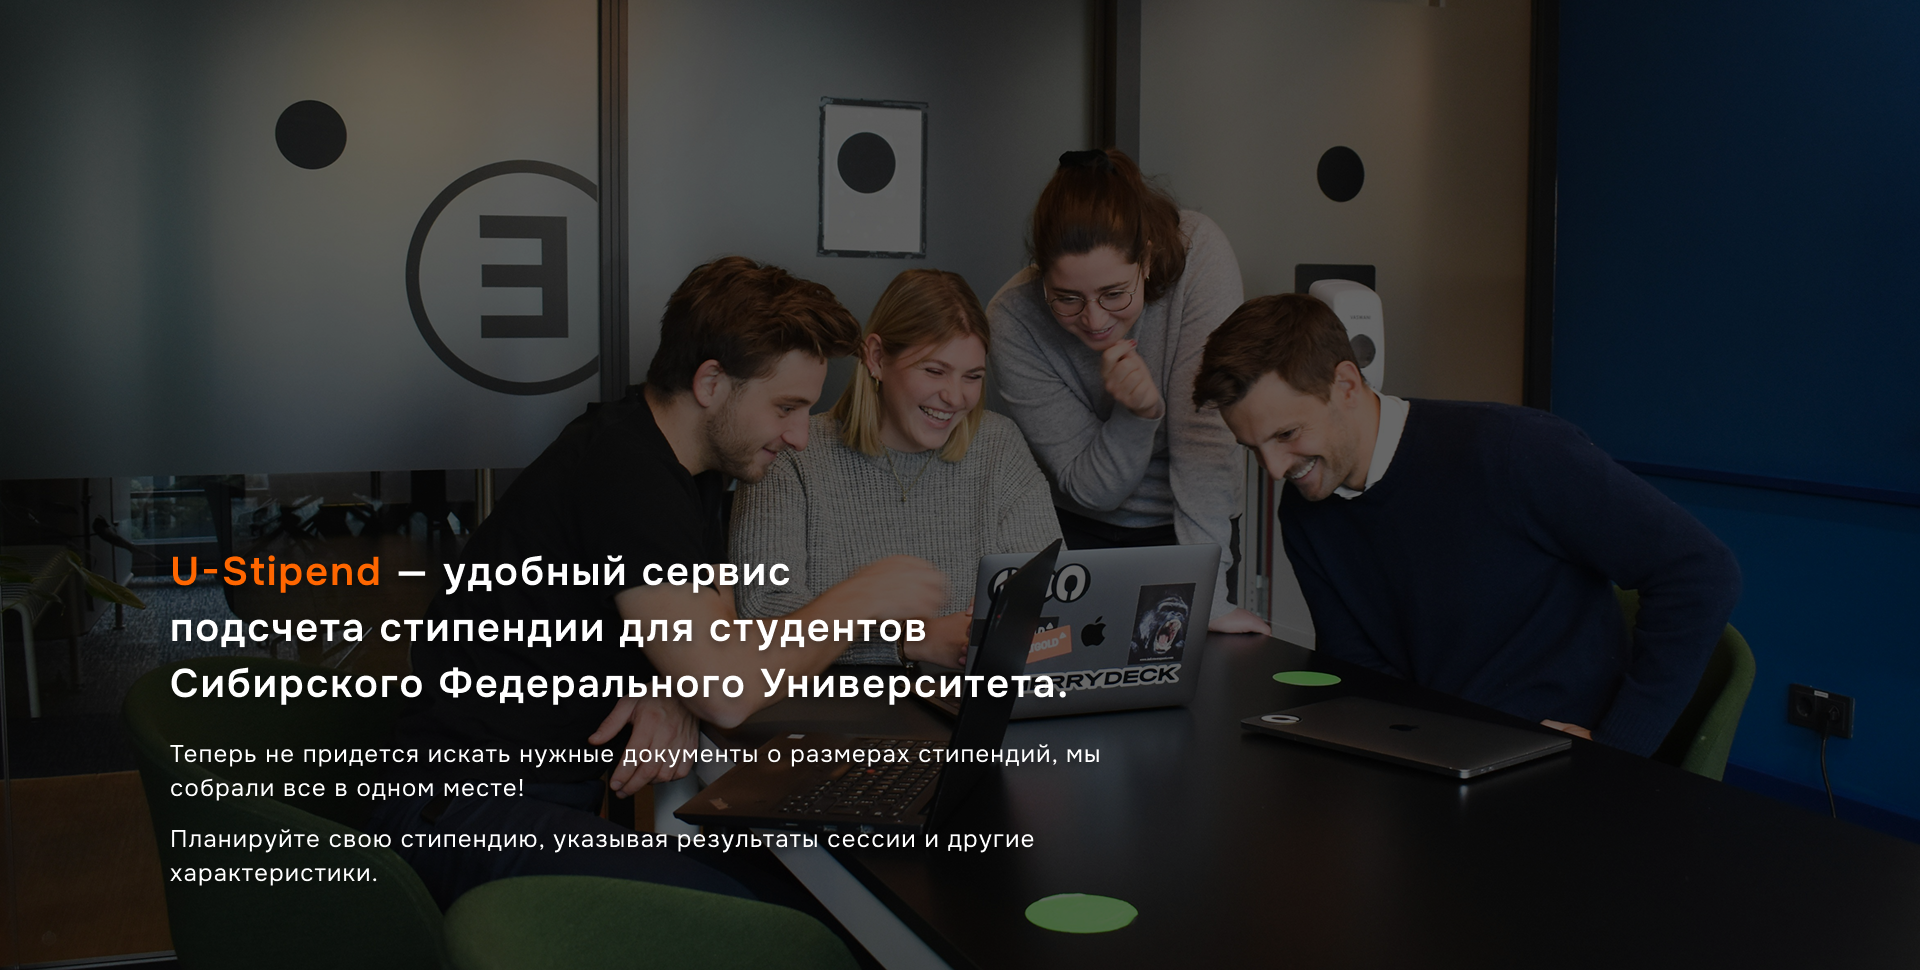 E
U-Stipend — удобный сервис
подсчета стипендии для студентов
Сибирского Федерального Университета.
Теперь не придется искать нужные документы о размерах стипендий, мы
собрали все в одном месте!
Планируйте свою стипендию, указывая результаты сессии и другие
характеристики.